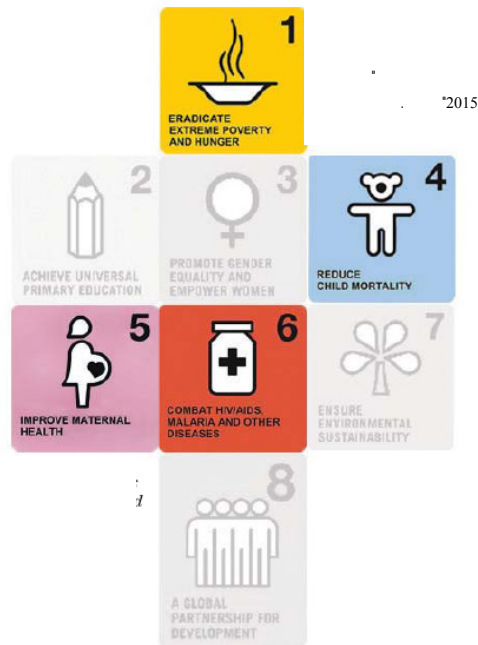 1
ERADICATE
EXTREME POVERTY
AND HUNGER
2015
2
ACHIEVE UNIVERSAL
PRIMARY EDUCATION
3
PROMOTE GENDER
EQUALITY AND
EMPOWER WOMEN
4
REDUCE
CHILD MORTALITY
5
IMPROVE MATERNAL
HEALTH
6
COMBAT HIV/AIDS,
MALARIA AND OTHER
DISEASES
7
ENSURE
ENVIRONMENTAL
SUSTAINABILITY
8
A GLOBAL
PARTNERSHIP FOR
DEVELOPMENT